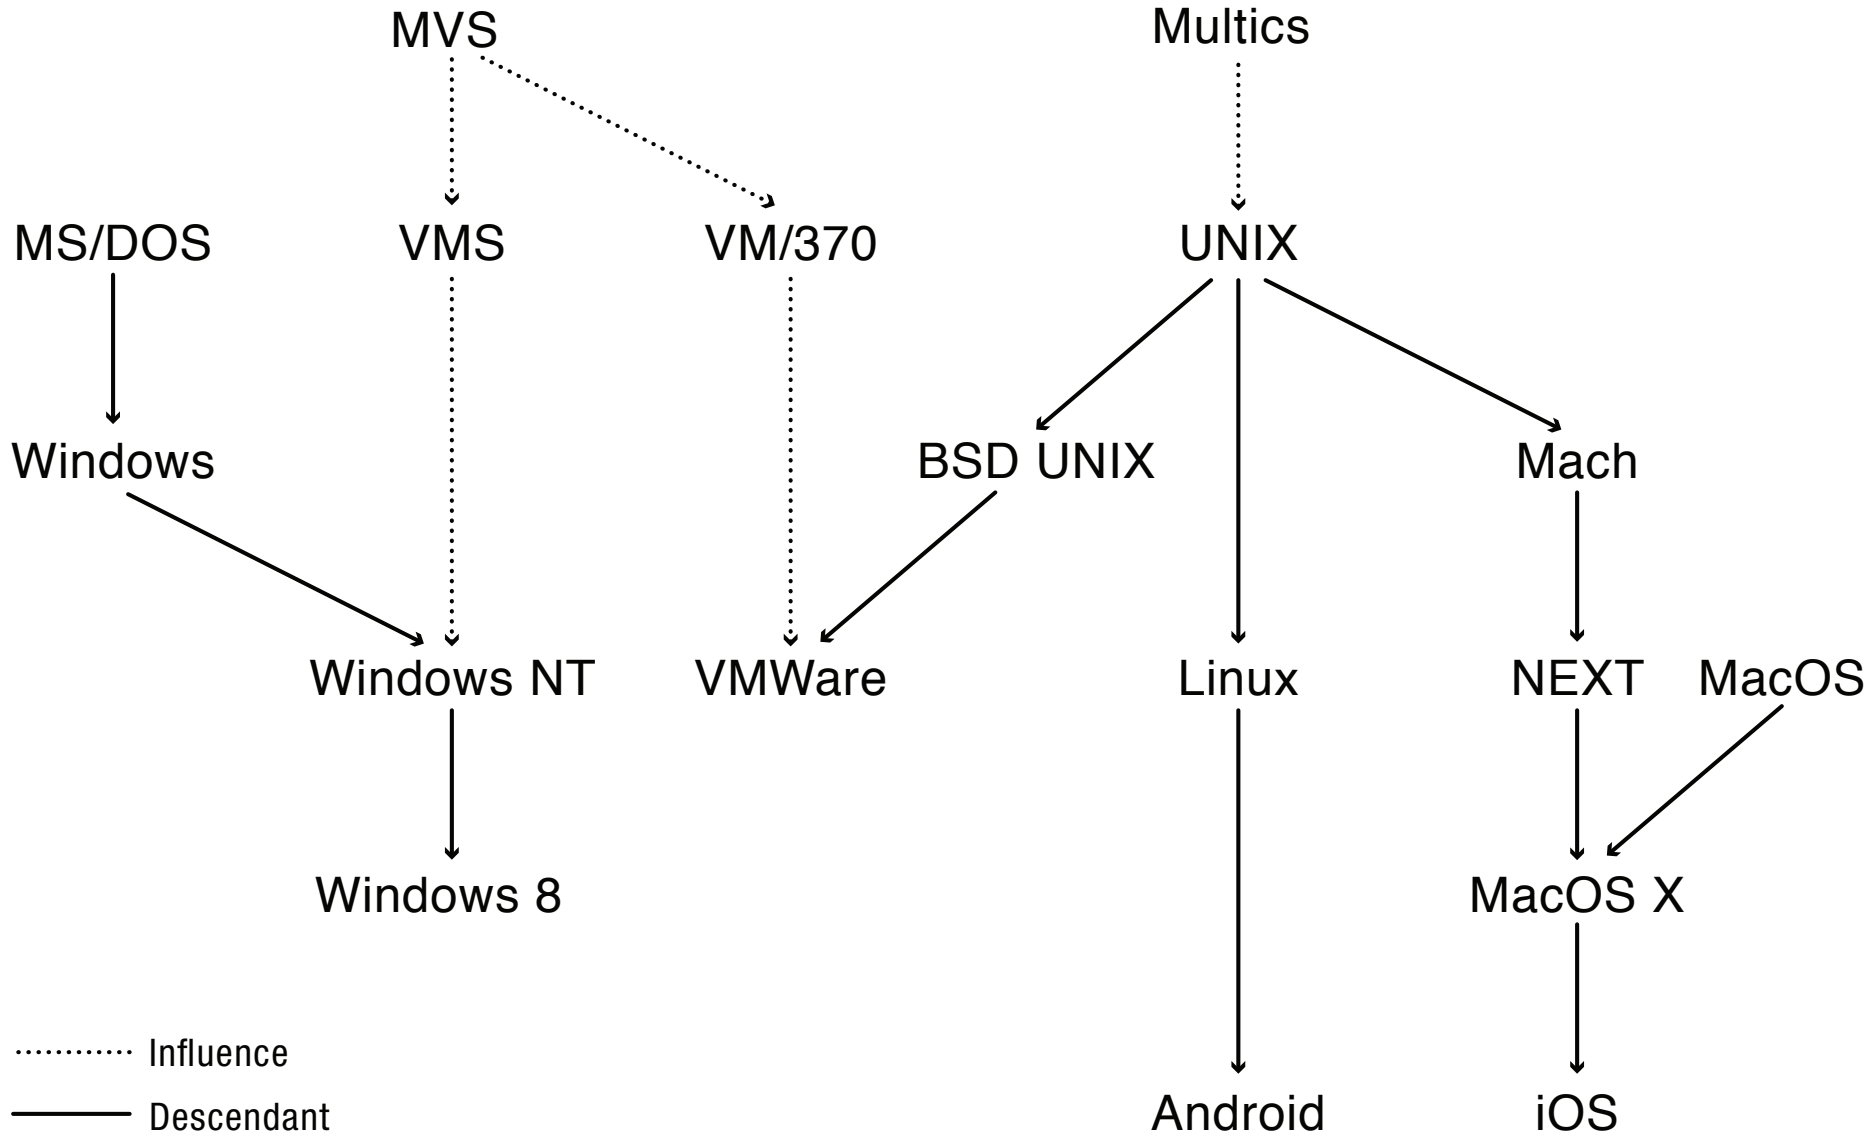 MVS
Multics
MS/DOS
VMS
VM/370
UNIX
Windows
BSD UNIX
Mach
Windows NT
VMWare
Linux
NEXT
MacOS
Windows 8
MacOS X
Influence
Descendant
Android
iOS